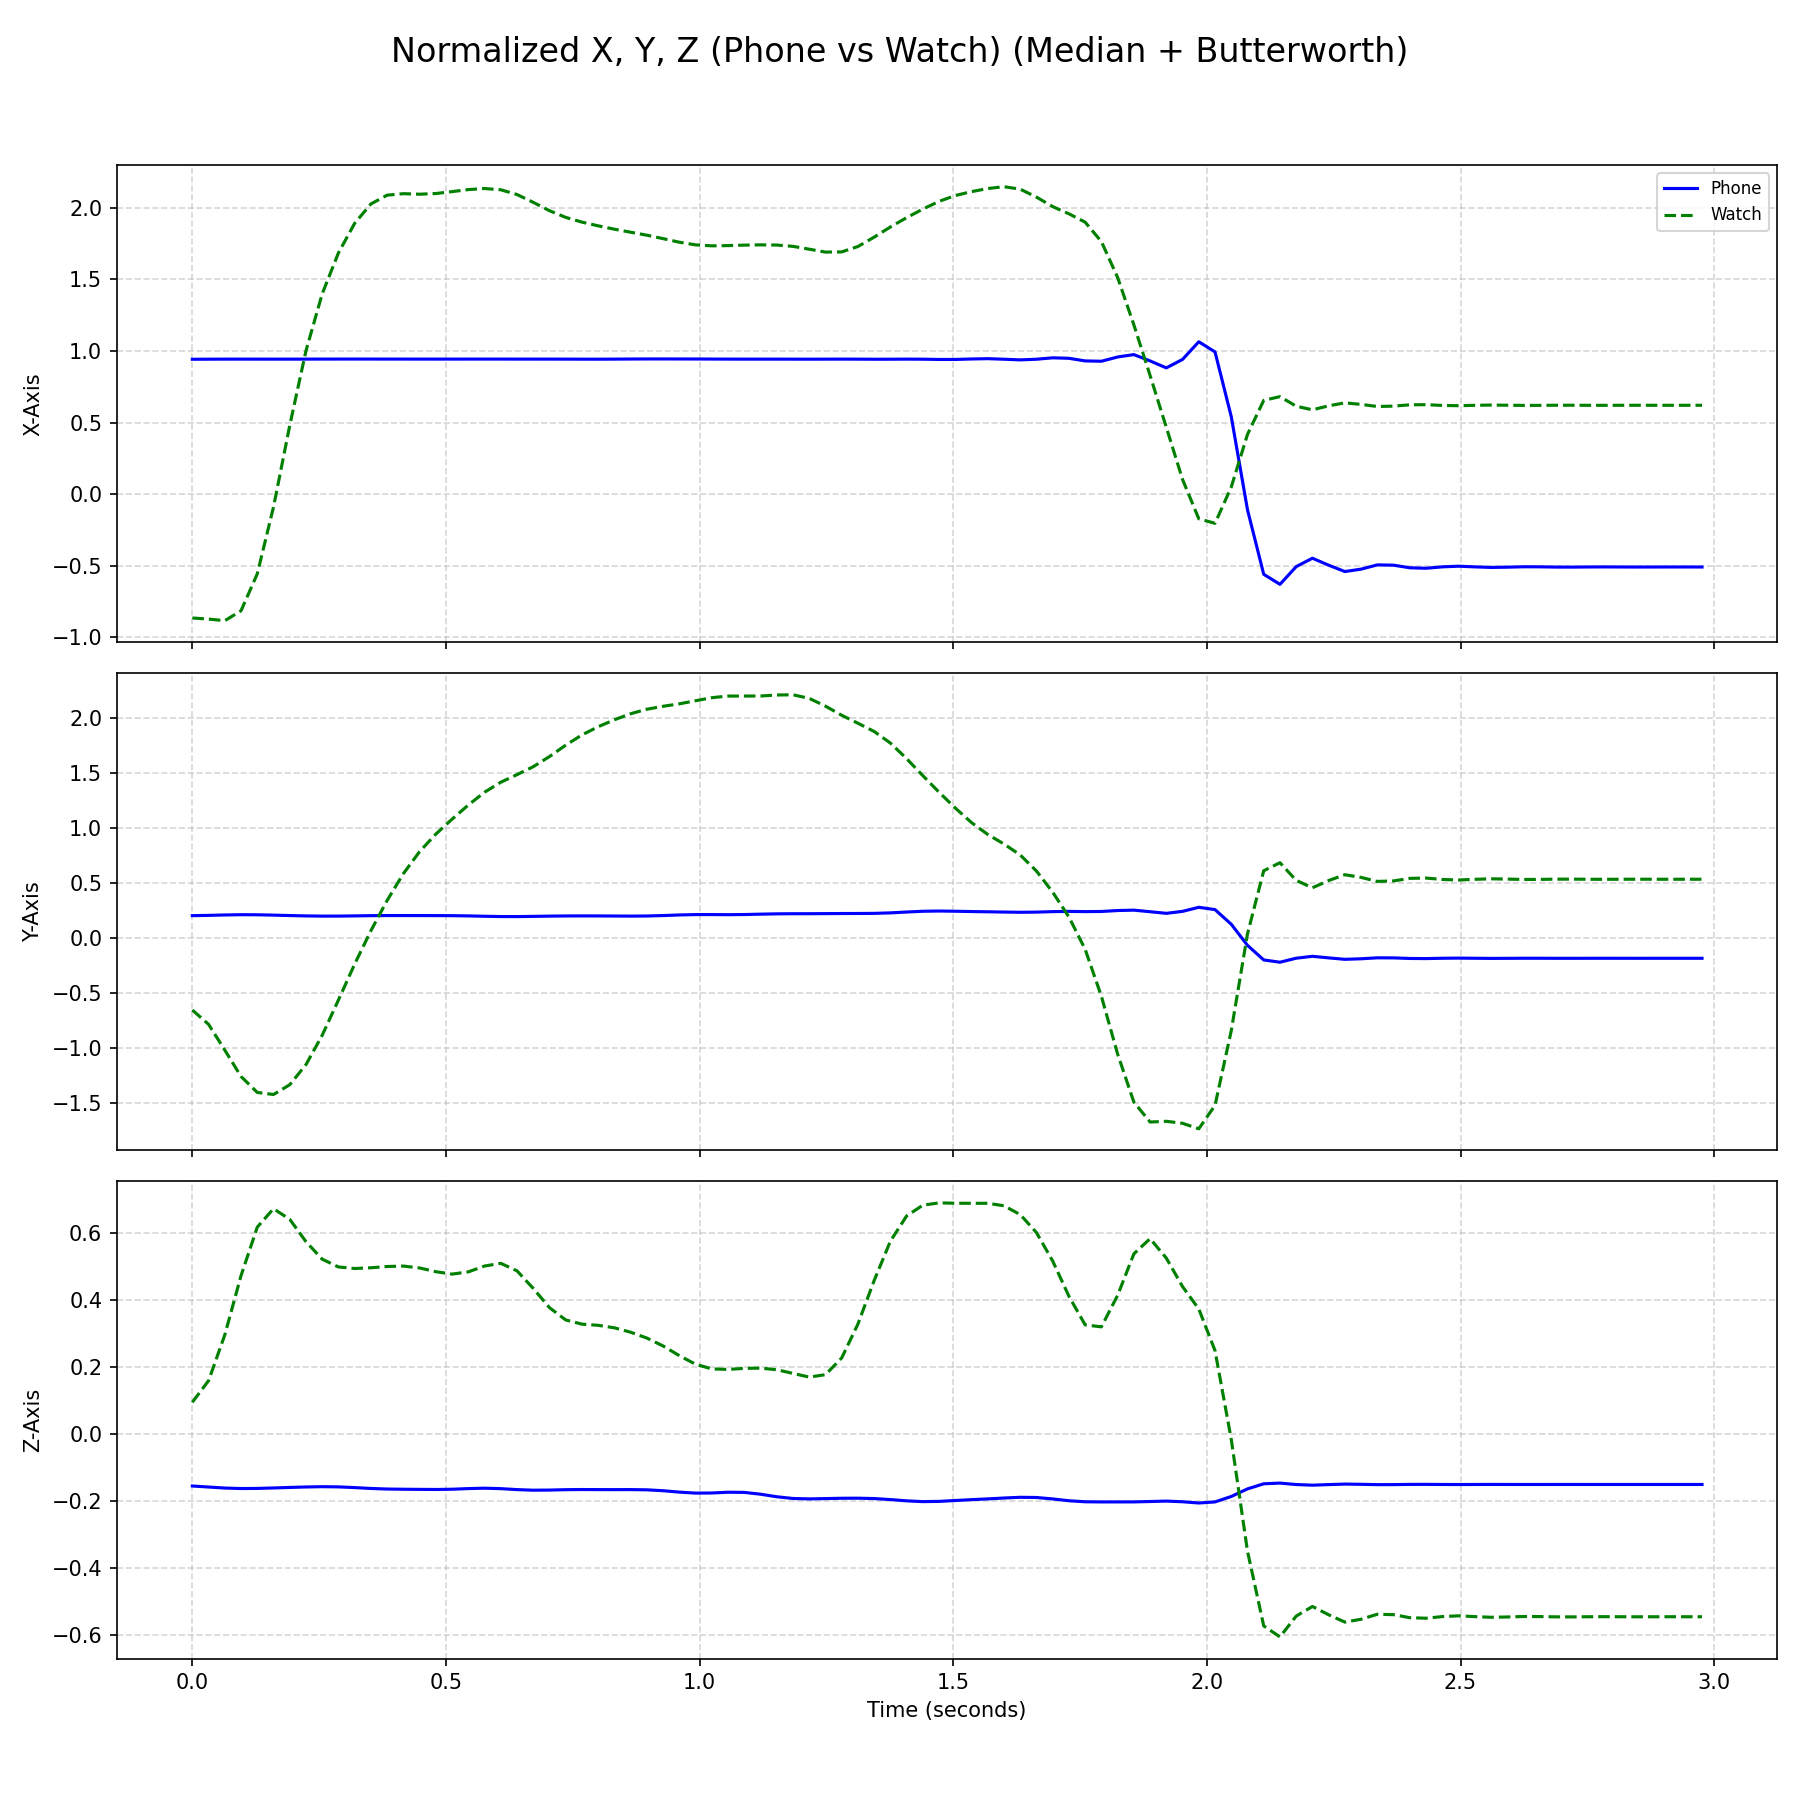 Normalized X, Y, Z (Phone vs Watch) (Median + Butterworth)
Phone
Watch
X-Axis
2.0
1.5
1.0
0.5
0.0
−0.5
−1.0
Y-Axis
2.0
1.5
1.0
0.5
0.0
−0.5
−1.0
−1.5
Z-Axis
0.6
0.4
0.2
0.0
−0.2
−0.4
−0.6
0.0 0.5 1.0 1.5 2.0 2.5 3.0
Time (seconds)